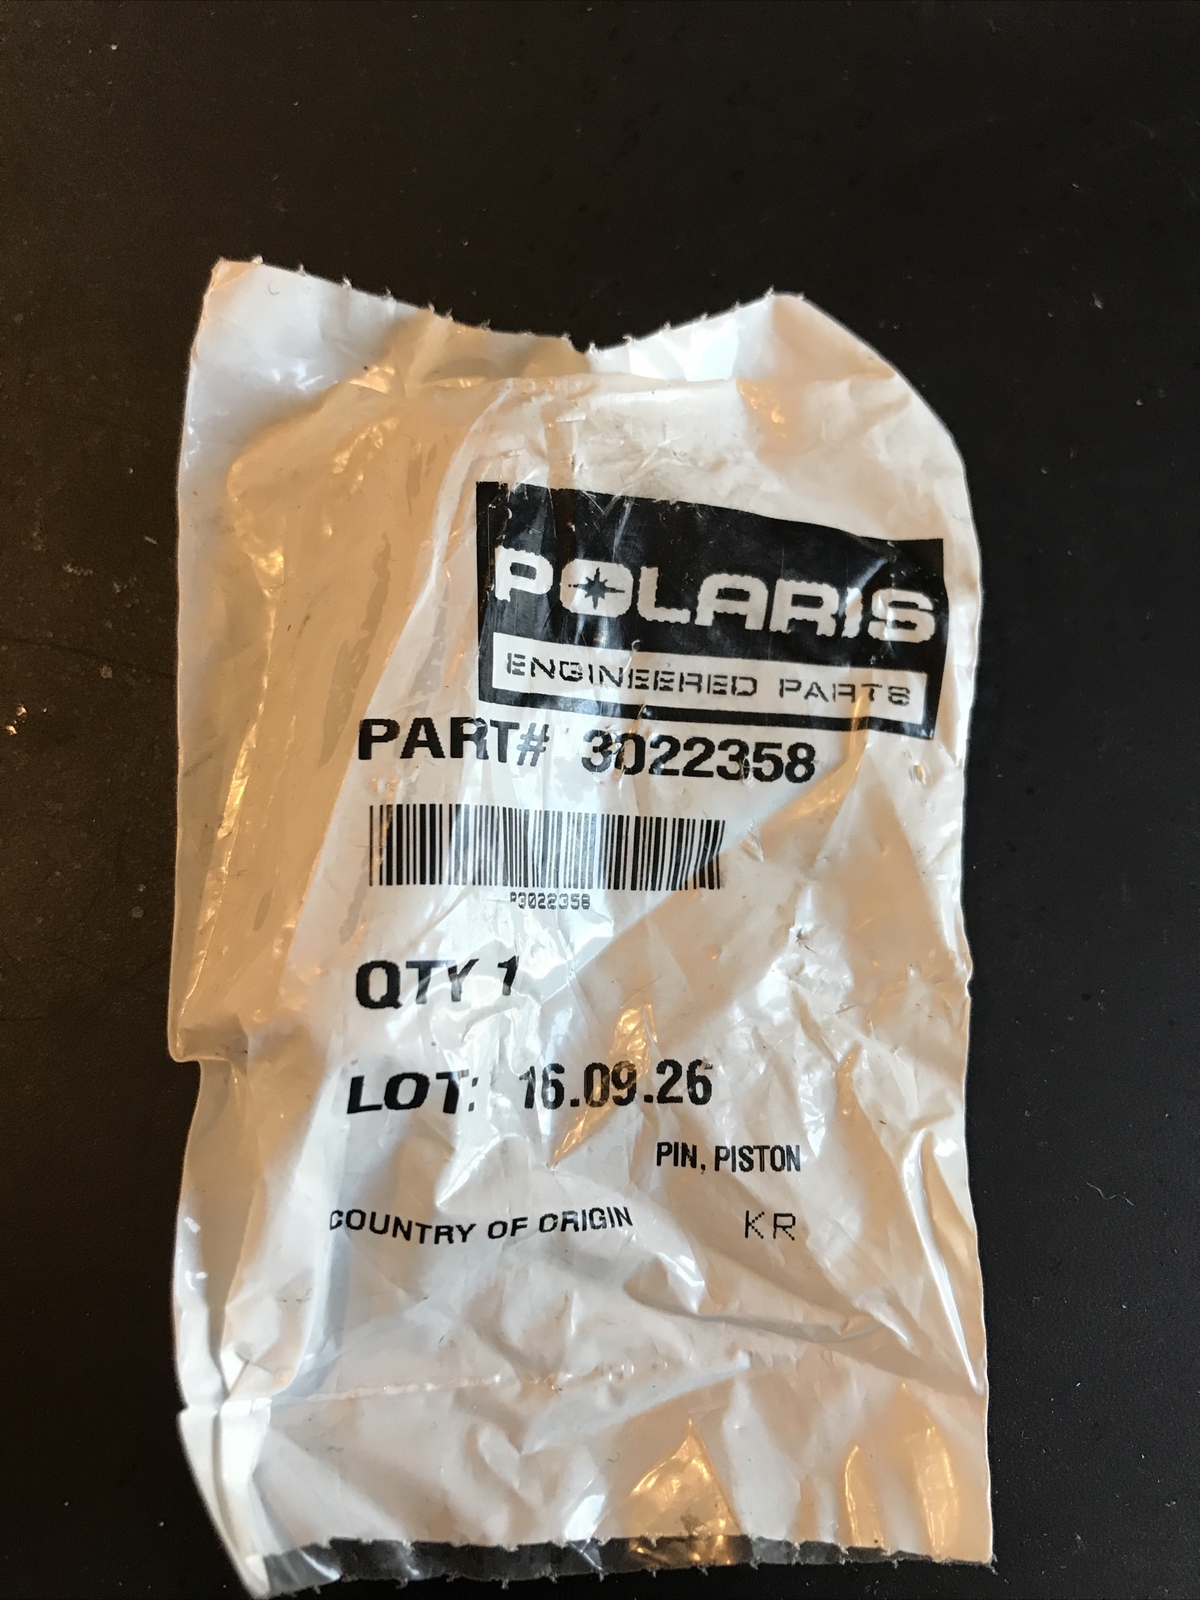 POLARIS
ENGINEERED PARTS
PART# 3022358
P3022358
QTY 1
LOT: 16.09.26
PIN, PISTON
COUNTRY OF ORIGIN KR